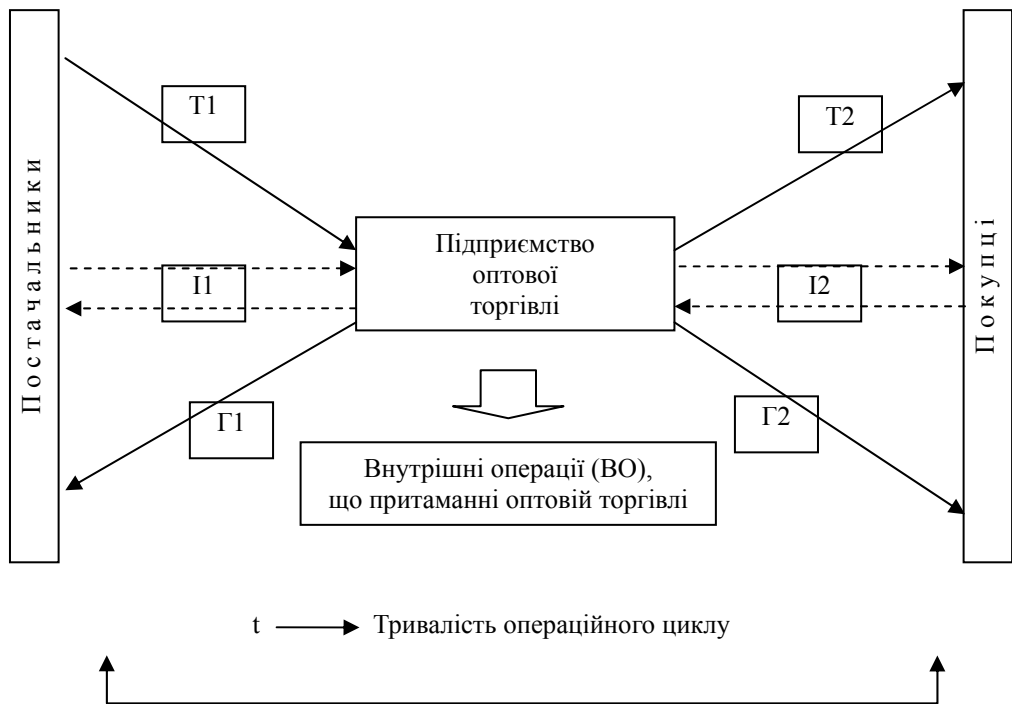 Постачальники
Т1
Т2
Підприємство
оптової
торгівлі
І1
І2
Покупці
Г1
Г2
Внутрішні операції (ВО),
що притаманні оптовій торгівлі
t Тривалість операційного циклу